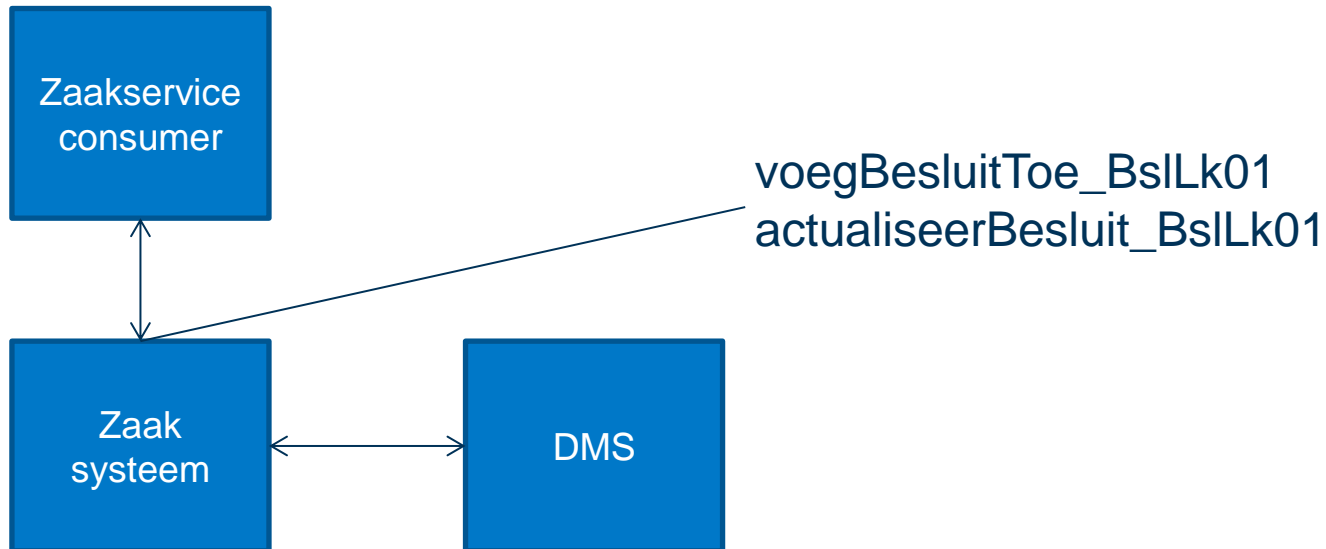 Zaakservice
consumer
voegBesluitToe_BslLk01
actualiseerBesluit_BslLk01
Zaak
systeem
DMS